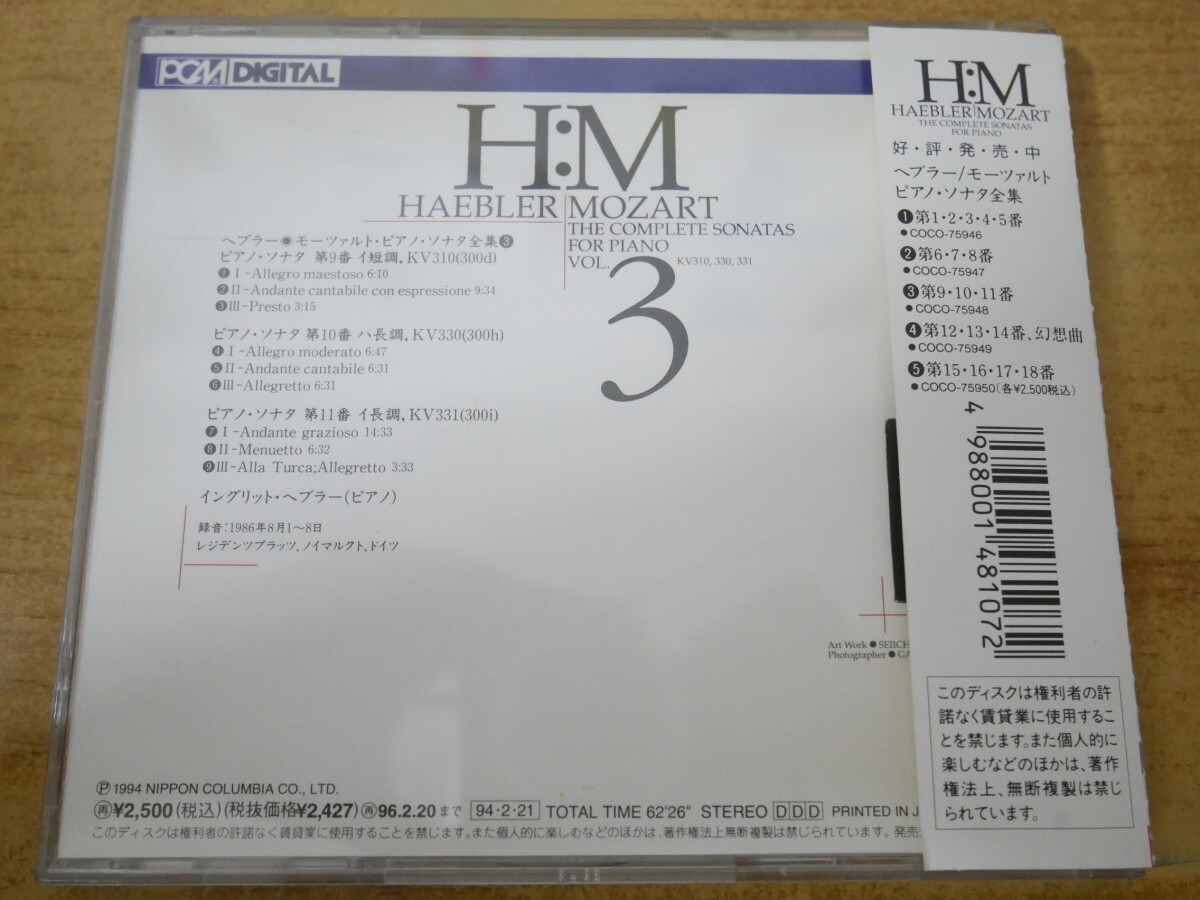 PCM DIGITAL
H:M
HAEBLER MOZART
THE COMPLETE SONATAS
FOR PIANO
VOL.
KV310, 330, 331
3
ヘブラー◉モーツァルト・ピアノ・ソナタ全集❸
ピアノ・ソナタ 第9番 イ短調, KV310(300d)
❶ I -Allegro maestoso 6:10
❷ II -Andante cantabile con espressione 9:34
❸ III-Presto 3:15
ピアノ・ソナタ 第10番 ハ長調, KV330(300h)
❹ I -Allegro moderato 6:47
❺ II -Andante cantabile 6:31
❻ III-Allegretto 6:31
ピアノ・ソナタ 第11番 イ長調, KV331(300i)
❼ I -Andante grazioso 14:33
❽ II -Menuetto 6:32
❾ III-Alla Turca;Allegretto 3:33
イングリット・ヘブラー(ピアノ)
録音:1986年8月1〜8日
レジデンツプラッツ、ノイマルクト、ドイツ
Art Work ● SEIICH
Photographer ● GA
Ⓟ 1994 NIPPON COLUMBIA CO., LTD.
㊢¥2,500(税込)(税抜価格¥2,427)㊢96.2.20まで 94・2・21 TOTAL TIME 62'26" STEREO DDD PRINTED IN J
このディスクは権利者の許諾なく賃貸業に使用することを禁じます。また個人的に楽しむなどのほかは、著作権法上無断複製は禁じられています。発売
H:M
HAEBLER MOZART
THE COMPLETE SONATAS
FOR PIANO
好・評・発・売・中
ヘブラー/モーツァルト
ピアノ・ソナタ全集
❶第1・2・3・4・5番
●COCO-75946
❷第6・7・8番
●COCO-75947
❸第9・10・11番
●COCO-75948
❹第12・13・14番、幻想曲
●COCO-75949
❺第15・16・17・18番
●COCO-75950(各¥2,500税込)
4 988001 481072
このディスクは権利者の許
諾なく賃貸業に使用するこ
とを禁じます。また個人的に
楽しむなどのほかは、著作
権法上、無断複製は禁じ
られています。